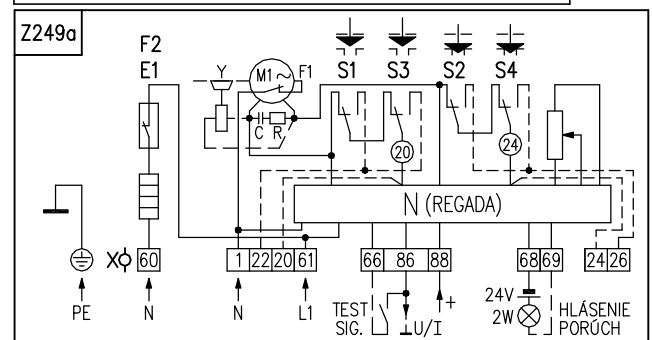 Z249a
F2
E1
Y
M1 ~
F1
C R
S1 S3 S2 S4
20
24
N (REGADA)
X 60 1 22 20 61 66 86 88 68 69 24 26
PE
N
N
L1
TEST
SIG.
U/I
+
24V
2W
HLÁSENIE
PORÚCH